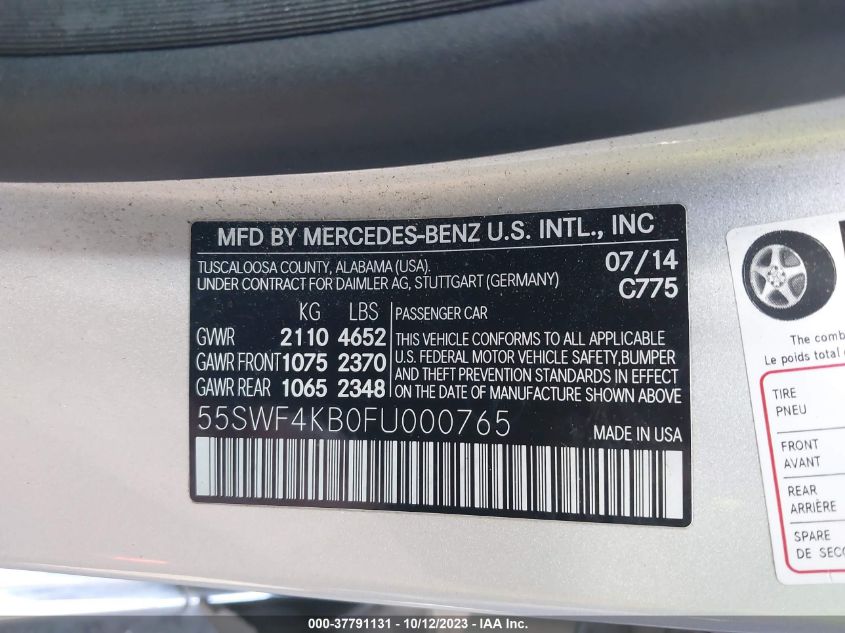 MFD BY MERCEDES-BENZ U.S. INTL., INC
TUSCALOOSA COUNTY, ALABAMA (USA).
UNDER CONTRACT FOR DAIMLER AG, STUTTGART (GERMANY)
07/14
C775
KG LBS
GVWR 2110 4652
GAWR FRONT 1075 2370
GAWR REAR 1065 2348
PASSENGER CAR
THIS VEHICLE CONFORMS TO ALL APPLICABLE
U.S. FEDERAL MOTOR VEHICLE SAFETY,BUMPER
AND THEFT PREVENTION STANDARDS IN EFFECT
ON THE DATE OF MANUFACTURE SHOWN ABOVE
55SWF4KB0FU000765
MADE IN USA
The comb
Le poids total
TIRE
PNEU
FRONT
AVANT
REAR
ARRIÈRE
SPARE
DE SECO
000-37791131 - 10/12/2023 - 12mc.